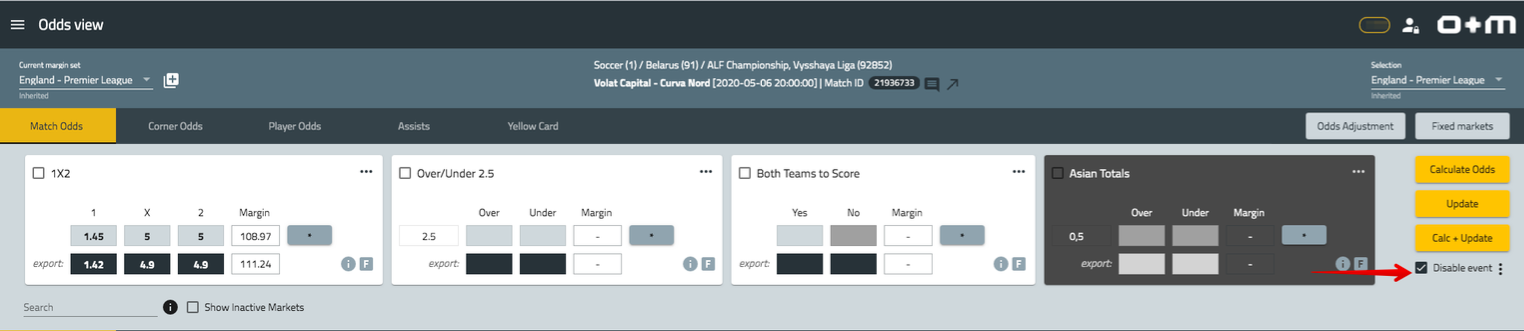 Odds view
o+m
Current margin set
England - Premier League
Inherited
Soccer (1) / Belarus (91) / ALF Championship, Vysshaya Liga (92852)
Volat Capital - Curva Nord [2020-05-06 20:00:00] | Match ID 21936733
Selection
England - Premier League
Inherited
Match Odds Corner Odds Player Odds Assists Yellow Card Odds Adjustment Fixed markets
1X2 ••• Over/Under 2.5 ••• Both Teams to Score ••• Asian Totals ••• Calculate Odds
Update
1 X 2 Margin Over Under Margin Yes No Margin Over Under Margin
1.45 5 5 108.97 • 2.5 - • - • 0,5 - • Calc + Update
export: 1.42 4.9 4.9 111.24 i F export: - i F export: - i F export: - i F Disable event
Search i Show Inactive Markets